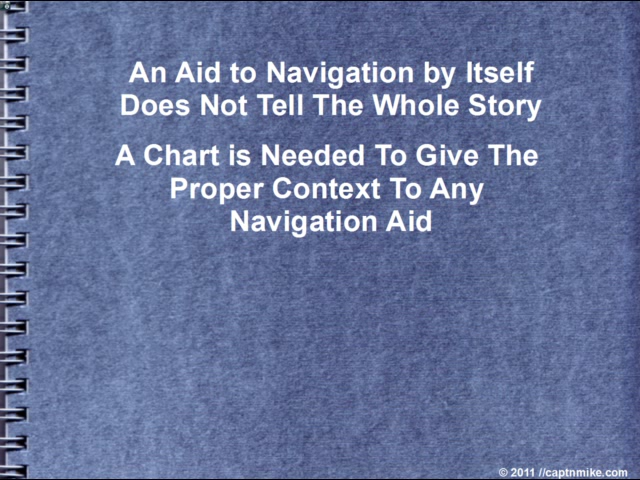 An Aid to Navigation by Itself
Does Not Tell The Whole Story
A Chart is Needed To Give The
Proper Context To Any
Navigation Aid
© 2011 //captnmike.com